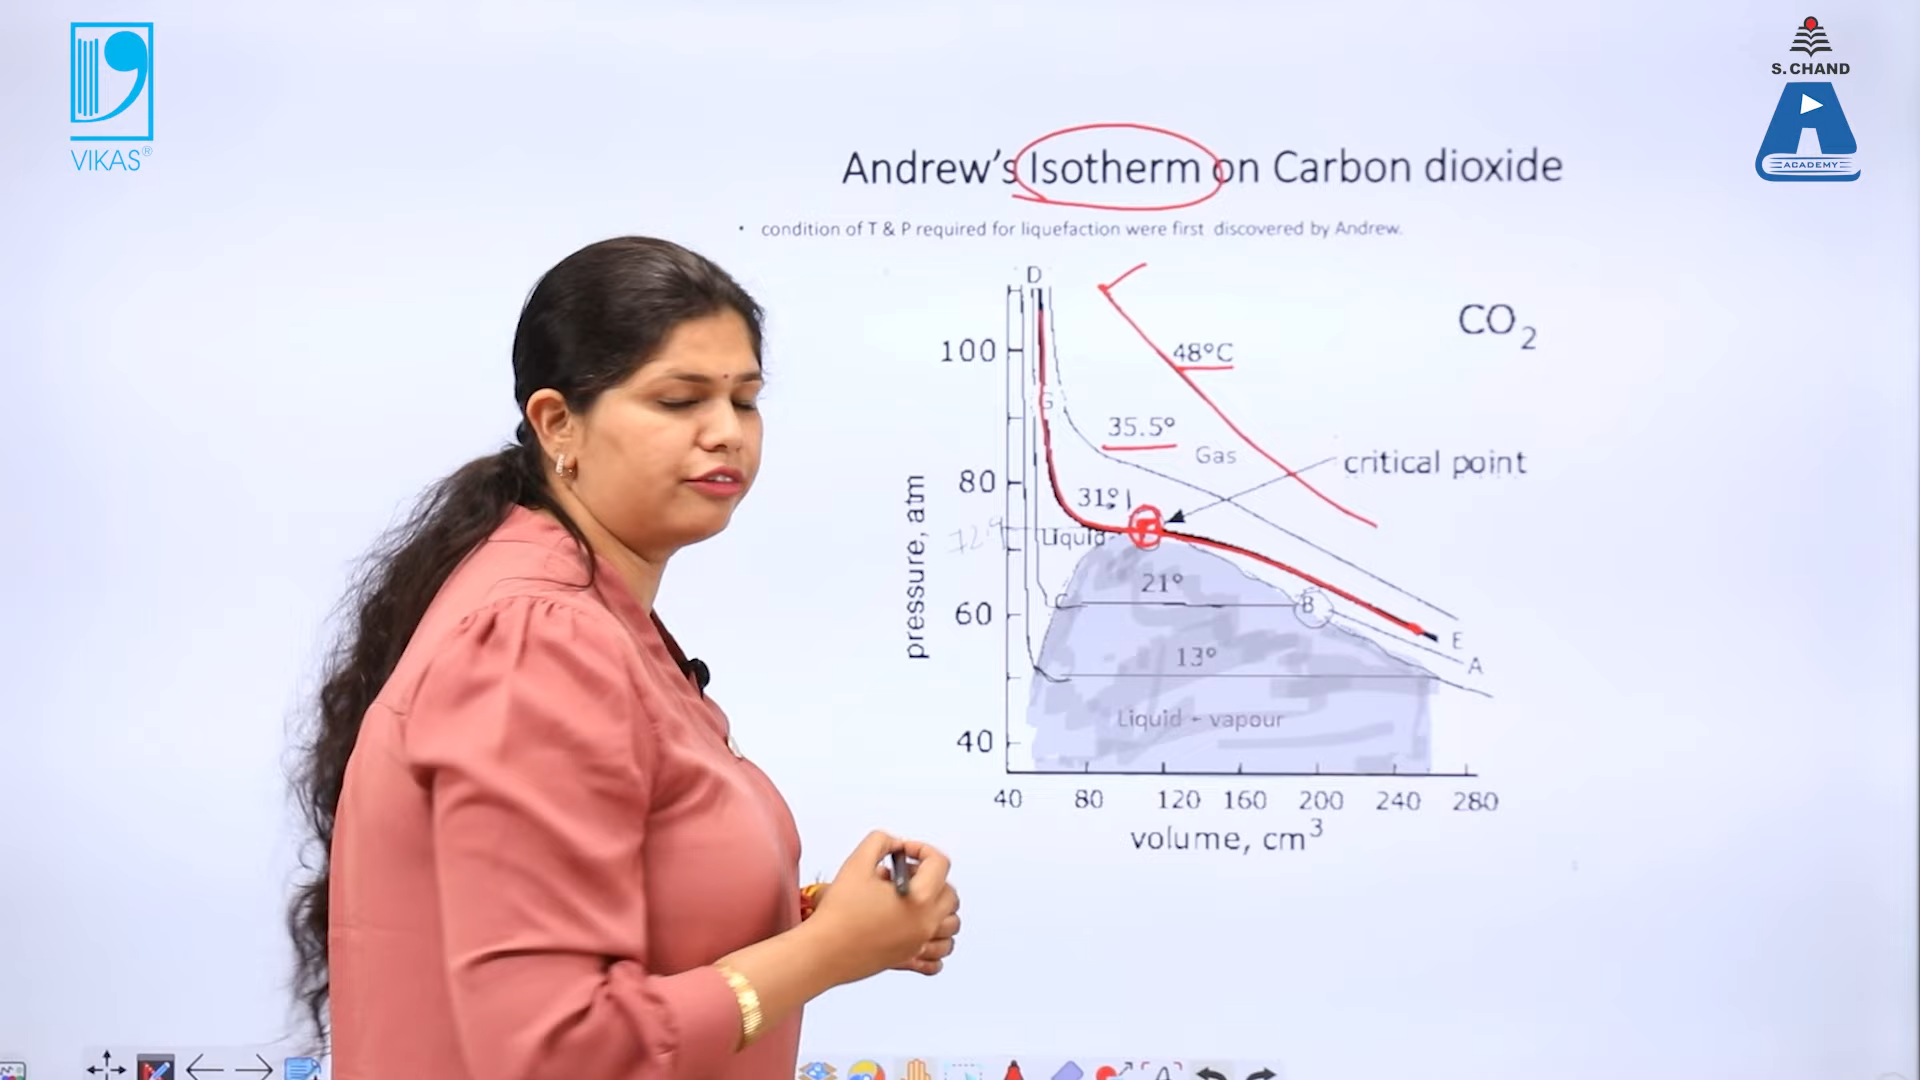 VIKAS®
S. CHAND
ACADEMY
Andrew's Isotherm on Carbon dioxide
• condition of T & P required for liquefaction were first discovered by Andrew.
D
CO2
100
48°C
G
35.5°
Gas
critical point
80
31°
F
72.9
Liquid
21°
C
B
60
E
13°
A
Liquid + vapour
40
pressure, atm
40 80 120 160 200 240 280
volume, cm3